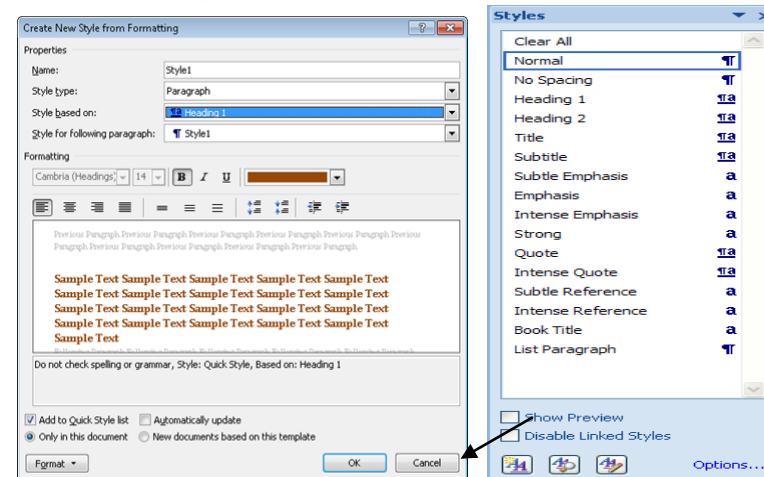 Create New Style from Formatting
Properties
Name: Style1
Style type: Paragraph
Style based on: ¶a Heading 1
Style for following paragraph: ¶ Style1
Formatting
Cambria (Headings) 14 B I U
Previous Paragraph Previous Paragraph Previous Paragraph Previous Paragraph Previous Paragraph Previous
Paragraph Previous Paragraph Previous Paragraph Previous Paragraph Previous Paragraph
Sample Text Sample Text Sample Text Sample Text Sample Text
Sample Text Sample Text Sample Text Sample Text Sample Text
Sample Text Sample Text Sample Text Sample Text Sample Text
Sample Text Sample Text Sample Text Sample Text Sample Text
Sample Text
Do not check spelling or grammar, Style: Quick Style, Based on: Heading 1
Add to Quick Style list Automatically update
Only in this document New documents based on this template
Format OK Cancel
Styles
Clear All
Normal ¶
No Spacing ¶
Heading 1 ¶a
Heading 2 ¶a
Title ¶a
Subtitle ¶a
Subtle Emphasis a
Emphasis a
Intense Emphasis a
Strong a
Quote ¶a
Intense Quote ¶a
Subtle Reference a
Intense Reference a
Book Title a
List Paragraph ¶
Show Preview
Disable Linked Styles
Options...